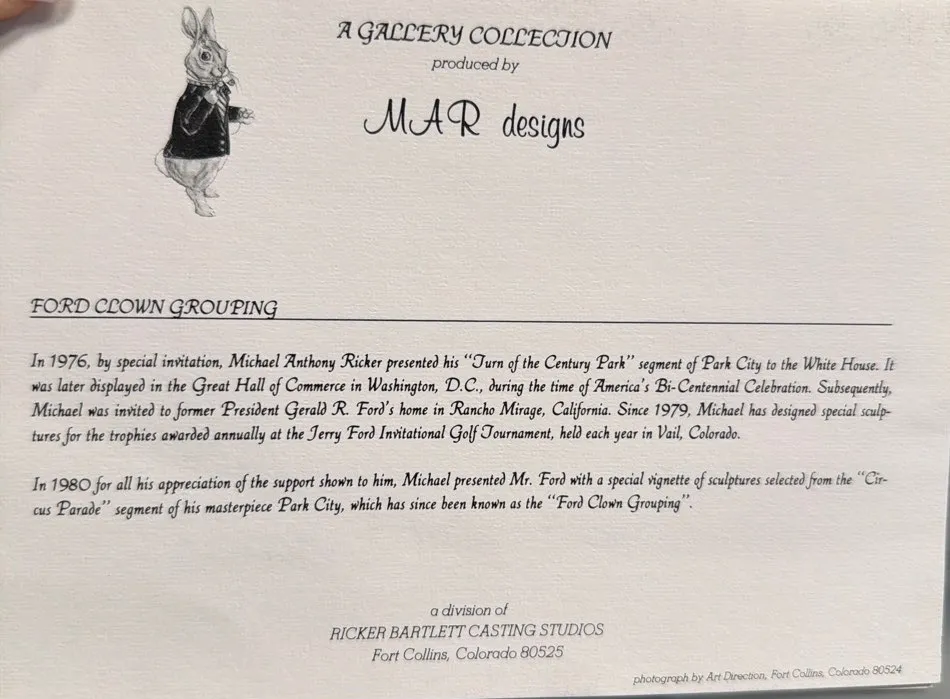 A GALLERY COLLECTION
produced by
MAR designs
FORD CLOWN GROUPING
In 1976, by special invitation, Michael Anthony Ricker presented his “Turn of the Century Park” segment of Park City to the White House. It
was later displayed in the Great Hall of Commerce in Washington, D.C., during the time of America’s Bi-Centennial Celebration. Subsequently,
Michael was invited to former President Gerald R. Ford’s home in Rancho Mirage, California. Since 1979, Michael has designed special sculp-
tures for the trophies awarded annually at the Jerry Ford Invitational Golf Tournament, held each year in Vail, Colorado.
In 1980 for all his appreciation of the support shown to him, Michael presented Mr. Ford with a special vignette of sculptures selected from the “Cir-
cus Parade” segment of his masterpiece Park City, which has since been known as the “Ford Clown Grouping”.
a division of
RICKER BARTLETT CASTING STUDIOS
Fort Collins, Colorado 80525
photograph by Art Direction, Fort Collins, Colorado 80524